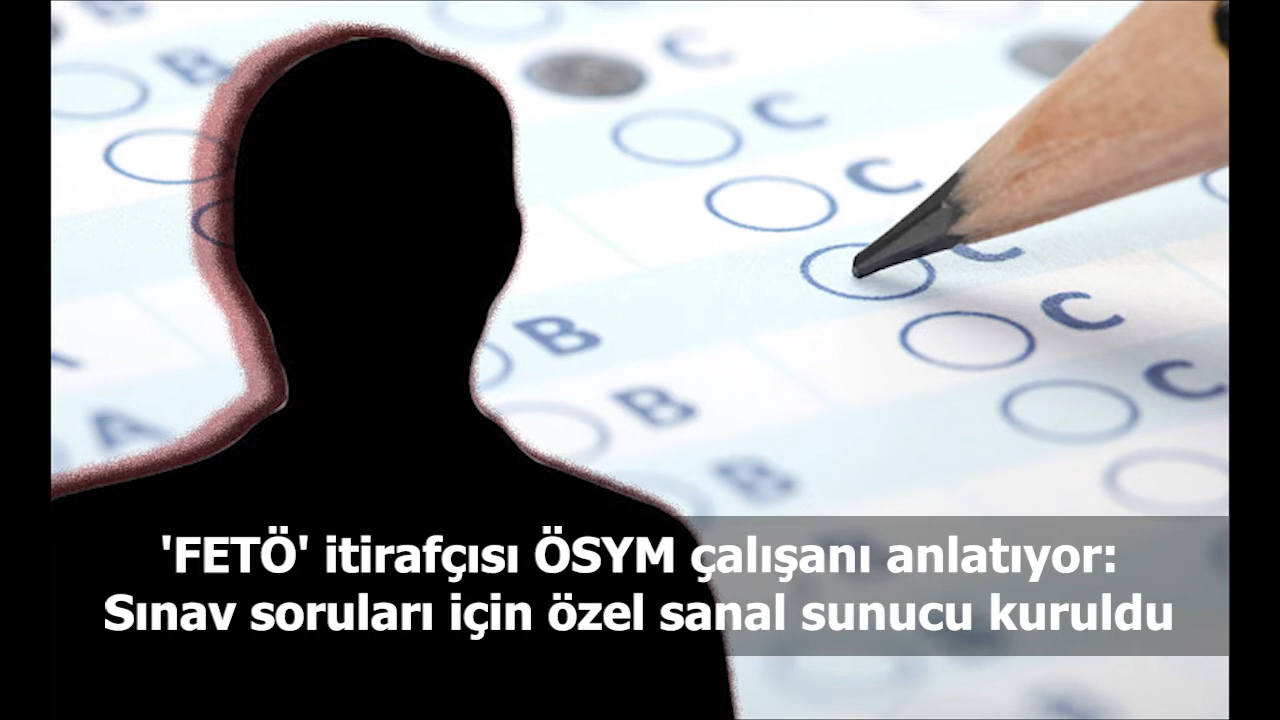 B
C
C
C
C
B
C
B
C
A
B
'FETÖ' itirafçısı ÖSYM çalışanı anlatıyor:
Sınav soruları için özel sanal sunucu kuruldu